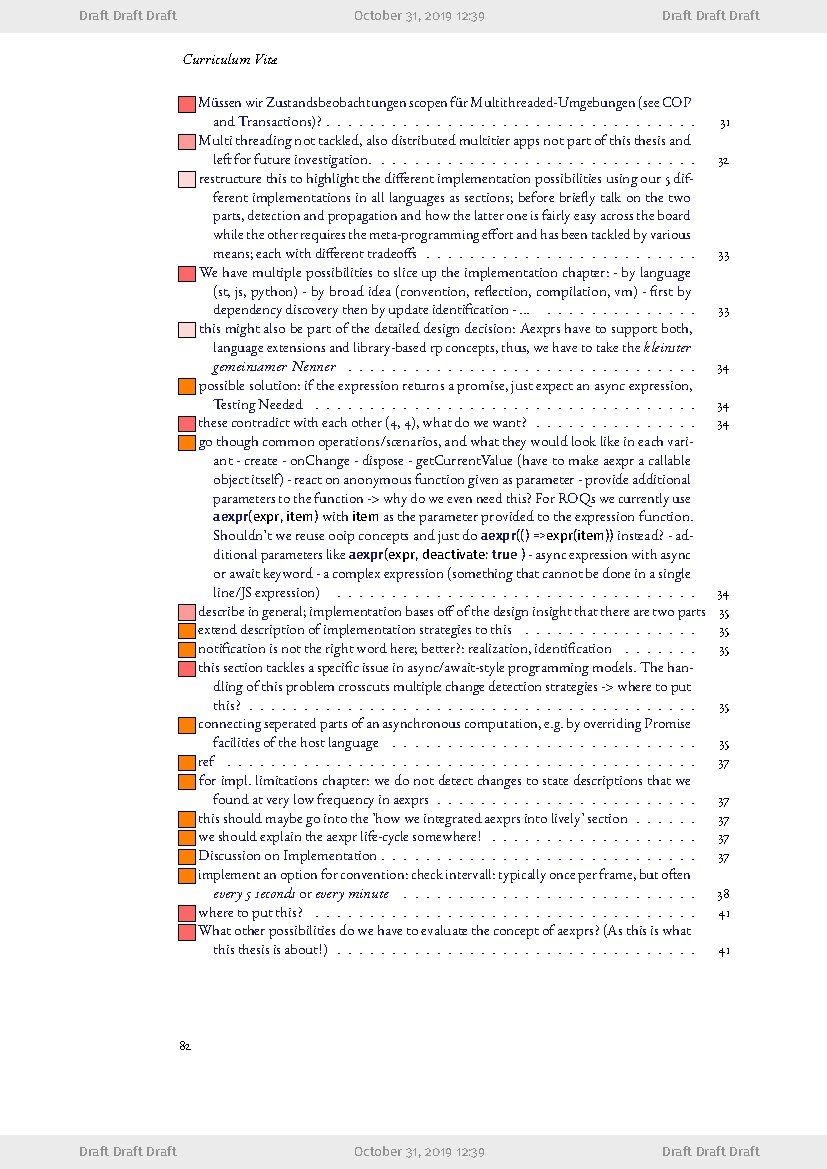 Draft Draft Draft October 31, 2019 12:39 Draft Draft Draft
Curriculum Vitæ
Müssen wir Zustandsbeobachtungen scopen für Multithreaded-Umgebungen (see COP
and Transactions)? . . . . . . . . . . . . . . . . . . . . . . . . . . . . 31
Multi threading not tackled, also distributed multitier apps not part of this thesis and
left for future investigation. . . . . . . . . . . . . . . . . . . . . . . . . 32
restructure this to highlight the different implementation possibilities using our 5 dif-
ferent implementations in all languages as sections; before briefly talk on the two
parts, detection and propagation and how the latter one is fairly easy across the board
while the other requires the meta-programming effort and has been tackled by various
means; each with different tradeoffs . . . . . . . . . . . . . . . . . . . . 33
We have multiple possibilities to slice up the implementation chapter: - by language
(st, js, python) - by broad idea (convention, reflection, compilation, vm) - first by
dependency discovery then by update identification - ... . . . . . . . . . . . . 33
this might also be part of the detailed design decision: Aexprs have to support both,
language extensions and library-based rp concepts, thus, we have to take the kleinster
gemeinsamer Nenner . . . . . . . . . . . . . . . . . . . . . . . . . . 34
possible solution: if the expression returns a promise, just expect an async expression,
Testing Needed . . . . . . . . . . . . . . . . . . . . . . . . . . . . 34
these contradict with each other (4, 4), what do we want? . . . . . . . . . . . . 34
go though common operations/scenarios, and what they would look like in each vari-
ant - create - onChange - dispose - getCurrentValue (have to make aexpr a callable
object itself) - react on anonymous function given as parameter - provide additional
parameters to the function -> why do we even need this? For ROQs we currently use
aexpr(expr, item) with item as the parameter provided to the expression function.
Shouldn't we reuse ooip concepts and just do aexpr(() =>expr(item)) instead? - ad-
ditional parameters like aexpr(expr, deactivate: true ) - async expression with async
or await keyword - a complex expression (something that cannot be done in a single
line/JS expression) . . . . . . . . . . . . . . . . . . . . . . . . . . . 34
describe in general; implementation bases off of the design insight that there are two parts 35
extend description of implementation strategies to this . . . . . . . . . . . . . 35
notification is not the right word here; better?: realization, identification . . . . . . 35
this section tackles a specific issue in async/await-style programming models. The han-
dling of this problem crosscuts multiple change detection strategies -> where to put
this? . . . . . . . . . . . . . . . . . . . . . . . . . . . . . . . . . 35
connecting seperated parts of an asynchronous computation, e.g. by overriding Promise
facilities of the host language . . . . . . . . . . . . . . . . . . . . . . . 35
ref . . . . . . . . . . . . . . . . . . . . . . . . . . . . . . . . . . . 37
for impl. limitations chapter: we do not detect changes to state descriptions that we
found at very low frequency in aexprs . . . . . . . . . . . . . . . . . . . 37
this should maybe go into the 'how we integrated aexprs into lively' section . . . . . 37
we should explain the aexpr life-cycle somewhere! . . . . . . . . . . . . . . . 37
Discussion on Implementation . . . . . . . . . . . . . . . . . . . . . . . 37
implement an option for convention: check intervall: typically once per frame, but often
every 5 seconds or every minute . . . . . . . . . . . . . . . . . . . . . . 38
where to put this? . . . . . . . . . . . . . . . . . . . . . . . . . . . . 41
What other possibilities do we have to evaluate the concept of aexprs? (As this is what
this thesis is about!) . . . . . . . . . . . . . . . . . . . . . . . . . . . 41
82
Draft Draft Draft October 31, 2019 12:39 Draft Draft Draft